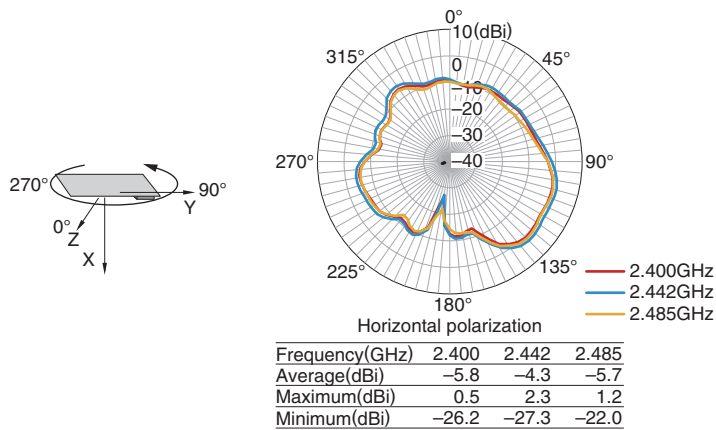 0°
10(dBi)
315°
45°
0
−10
−20
−30
270°
−40
90°
270°
90°
Y
0°
Z
X
225°
135°
180°
2.400GHz
2.442GHz
2.485GHz
Horizontal polarization
Frequency(GHz) 2.400 2.442 2.485
Average(dBi) −5.8 −4.3 −5.7
Maximum(dBi) 0.5 2.3 1.2
Minimum(dBi) −26.2 −27.3 −22.0